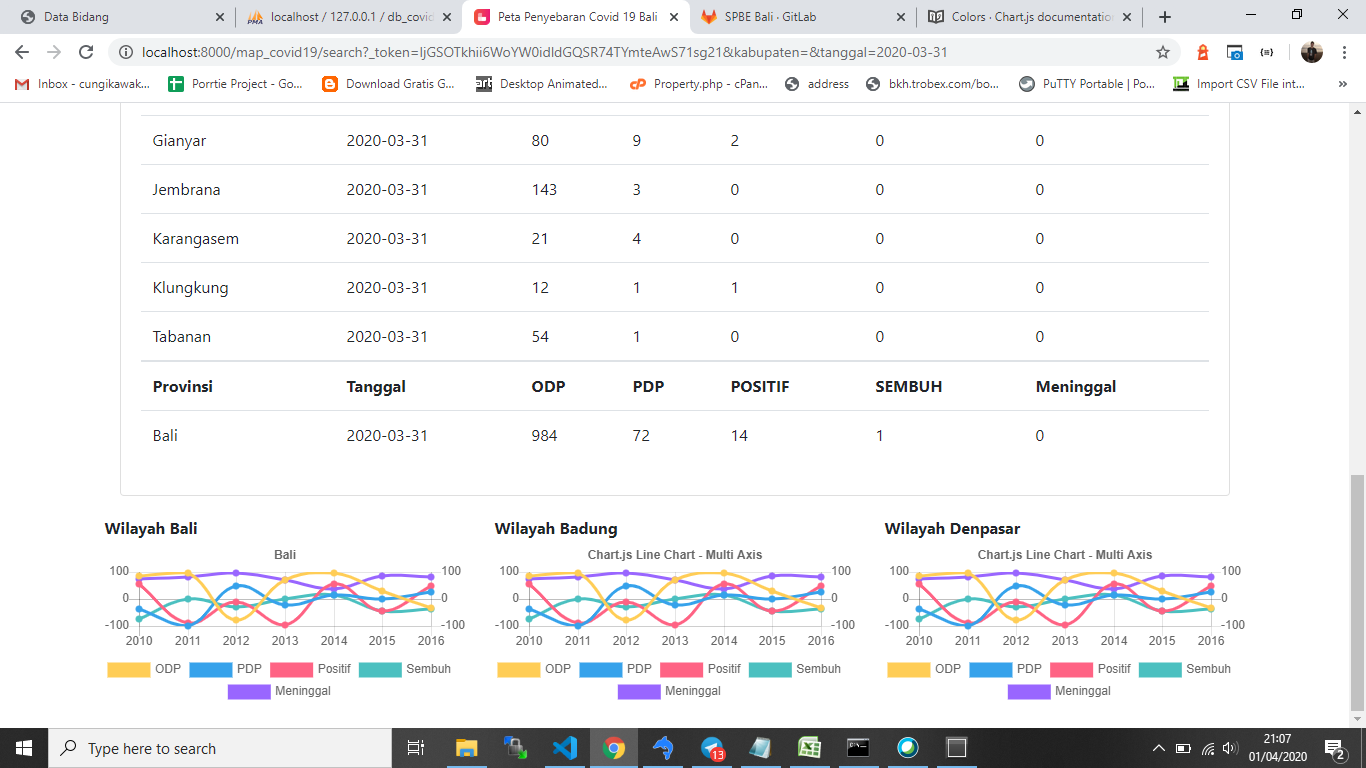 Data Bidang
localhost / 127.0.0.1 / db_covid
Peta Penyebaran Covid 19 Bali
SPBE Bali · GitLab
Colors · Chart.js documentation
localhost:8000/map_covid19/search?_token=IjGSOTkhii6WoYW0idIdGQSR74TYmteAwS71sg21&kabupaten=&tanggal=2020-03-31
Inbox - cungikawak... Porrtie Project - Go... Download Gratis G... Desktop Animated... Property.php - cPan... address bkh.trobex.com/bo... PuTTY Portable | Po... Import CSV File int... »
Gianyar 2020-03-31 80 9 2 0 0
Jembrana 2020-03-31 143 3 0 0 0
Karangasem 2020-03-31 21 4 0 0 0
Klungkung 2020-03-31 12 1 1 0 0
Tabanan 2020-03-31 54 1 0 0 0
Provinsi Tanggal ODP PDP POSITIF SEMBUH Meninggal
Bali 2020-03-31 984 72 14 1 0
Wilayah Bali
Bali
100 100
0 0
-100 -100
2010 2011 2012 2013 2014 2015 2016
ODP PDP Positif Sembuh
Meninggal
Wilayah Badung
Chart.js Line Chart - Multi Axis
100 100
0 0
-100 -100
2010 2011 2012 2013 2014 2015 2016
ODP PDP Positif Sembuh
Meninggal
Wilayah Denpasar
Chart.js Line Chart - Multi Axis
100 100
0 0
-100 -100
2010 2011 2012 2013 2014 2015 2016
ODP PDP Positif Sembuh
Meninggal
Type here to search
13
21:07
01/04/2020
2